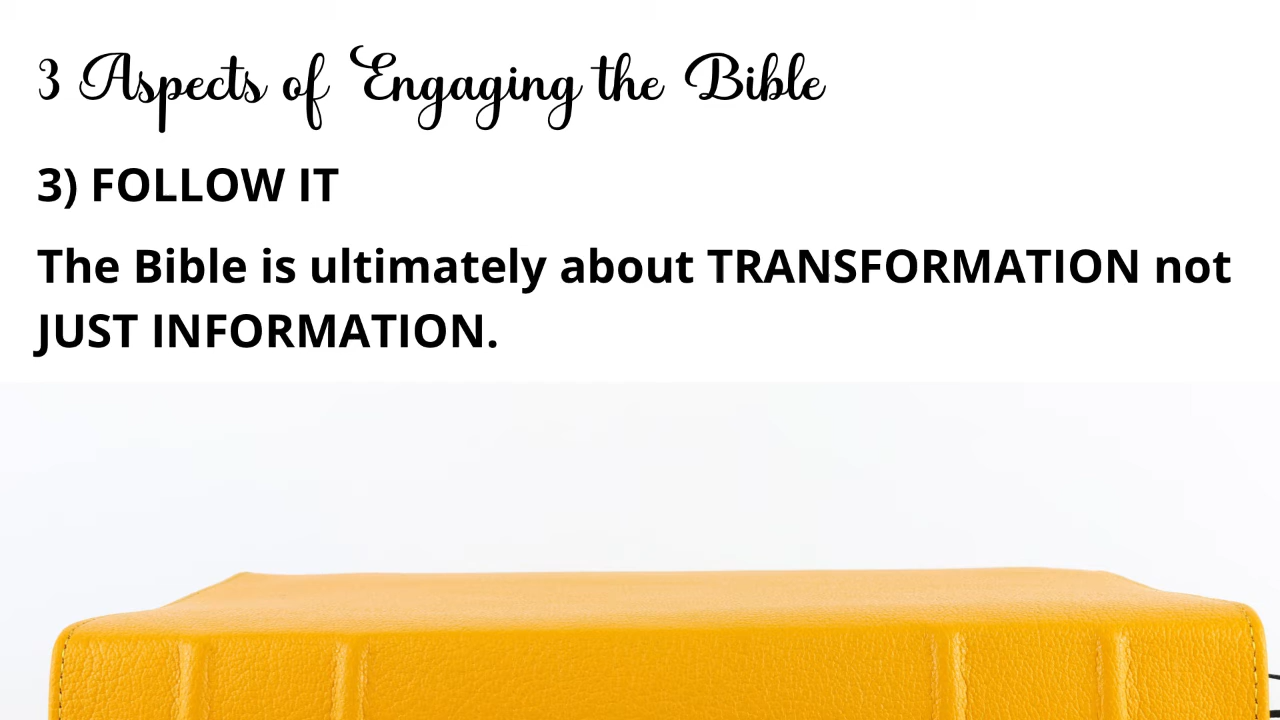 3 Aspects of Engaging the Bible
3) FOLLOW IT
The Bible is ultimately about TRANSFORMATION not
JUST INFORMATION.